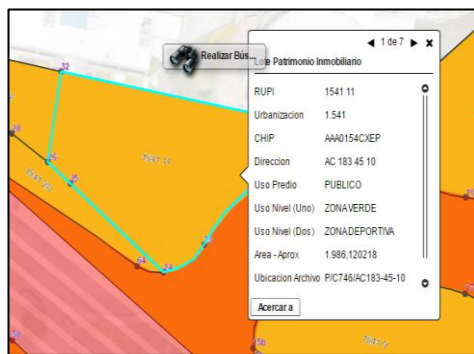 1 de 7
Realizar Bús...
Lote Patrimonio Inmobiliario
RUPI 1541 11
Urbanizacion 1.541
CHIP AAA0154CXEP
Direccion AC 183 45 10
Uso Predio PUBLICO
Uso Nivel (Uno) ZONAVERDE
Uso Nivel (Dos) ZONADEPORTIVA
Area - Aprox 1.986,120218
Ubicacion Archivo P/C746/AC183-45-10
Acercar a
32